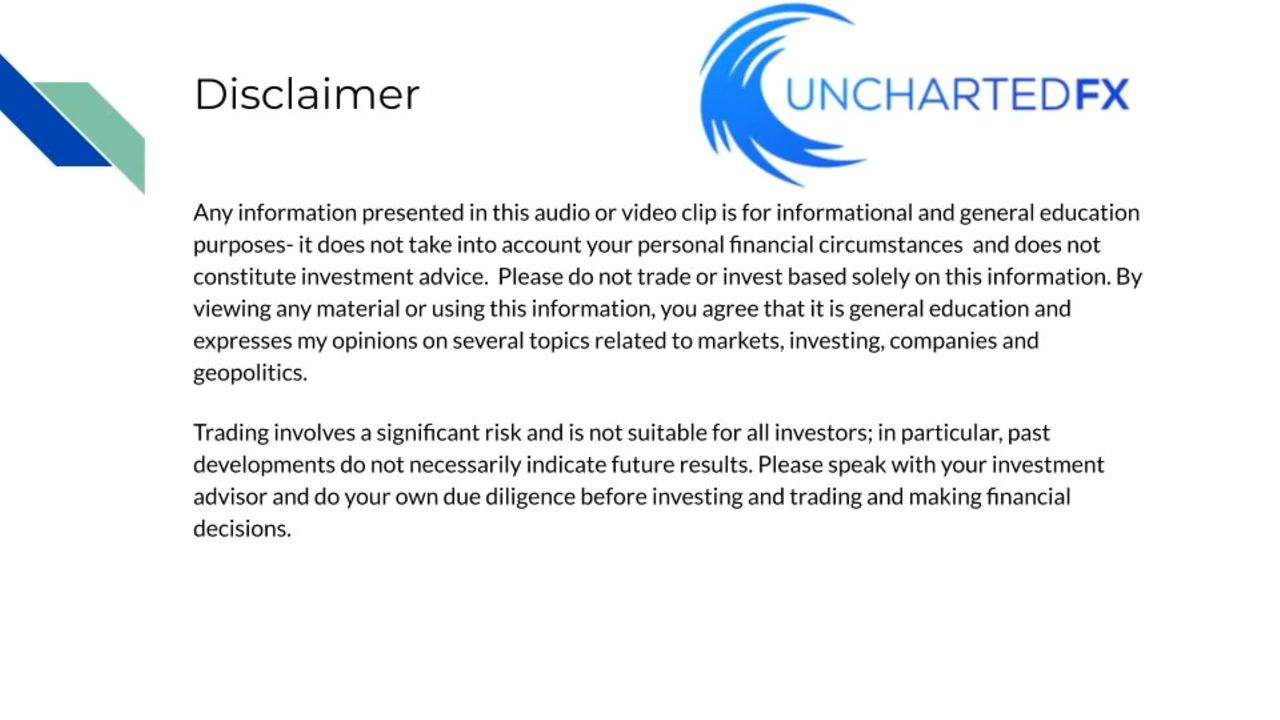 Disclaimer
UNCHARTEDFX
Any information presented in this audio or video clip is for informational and general education
purposes- it does not take into account your personal financial circumstances  and does not
constitute investment advice.  Please do not trade or invest based solely on this information. By
viewing any material or using this information, you agree that it is general education and
expresses my opinions on several topics related to markets, investing, companies and
geopolitics.
Trading involves a significant risk and is not suitable for all investors; in particular, past
developments do not necessarily indicate future results. Please speak with your investment
advisor and do your own due diligence before investing and trading and making financial
decisions.